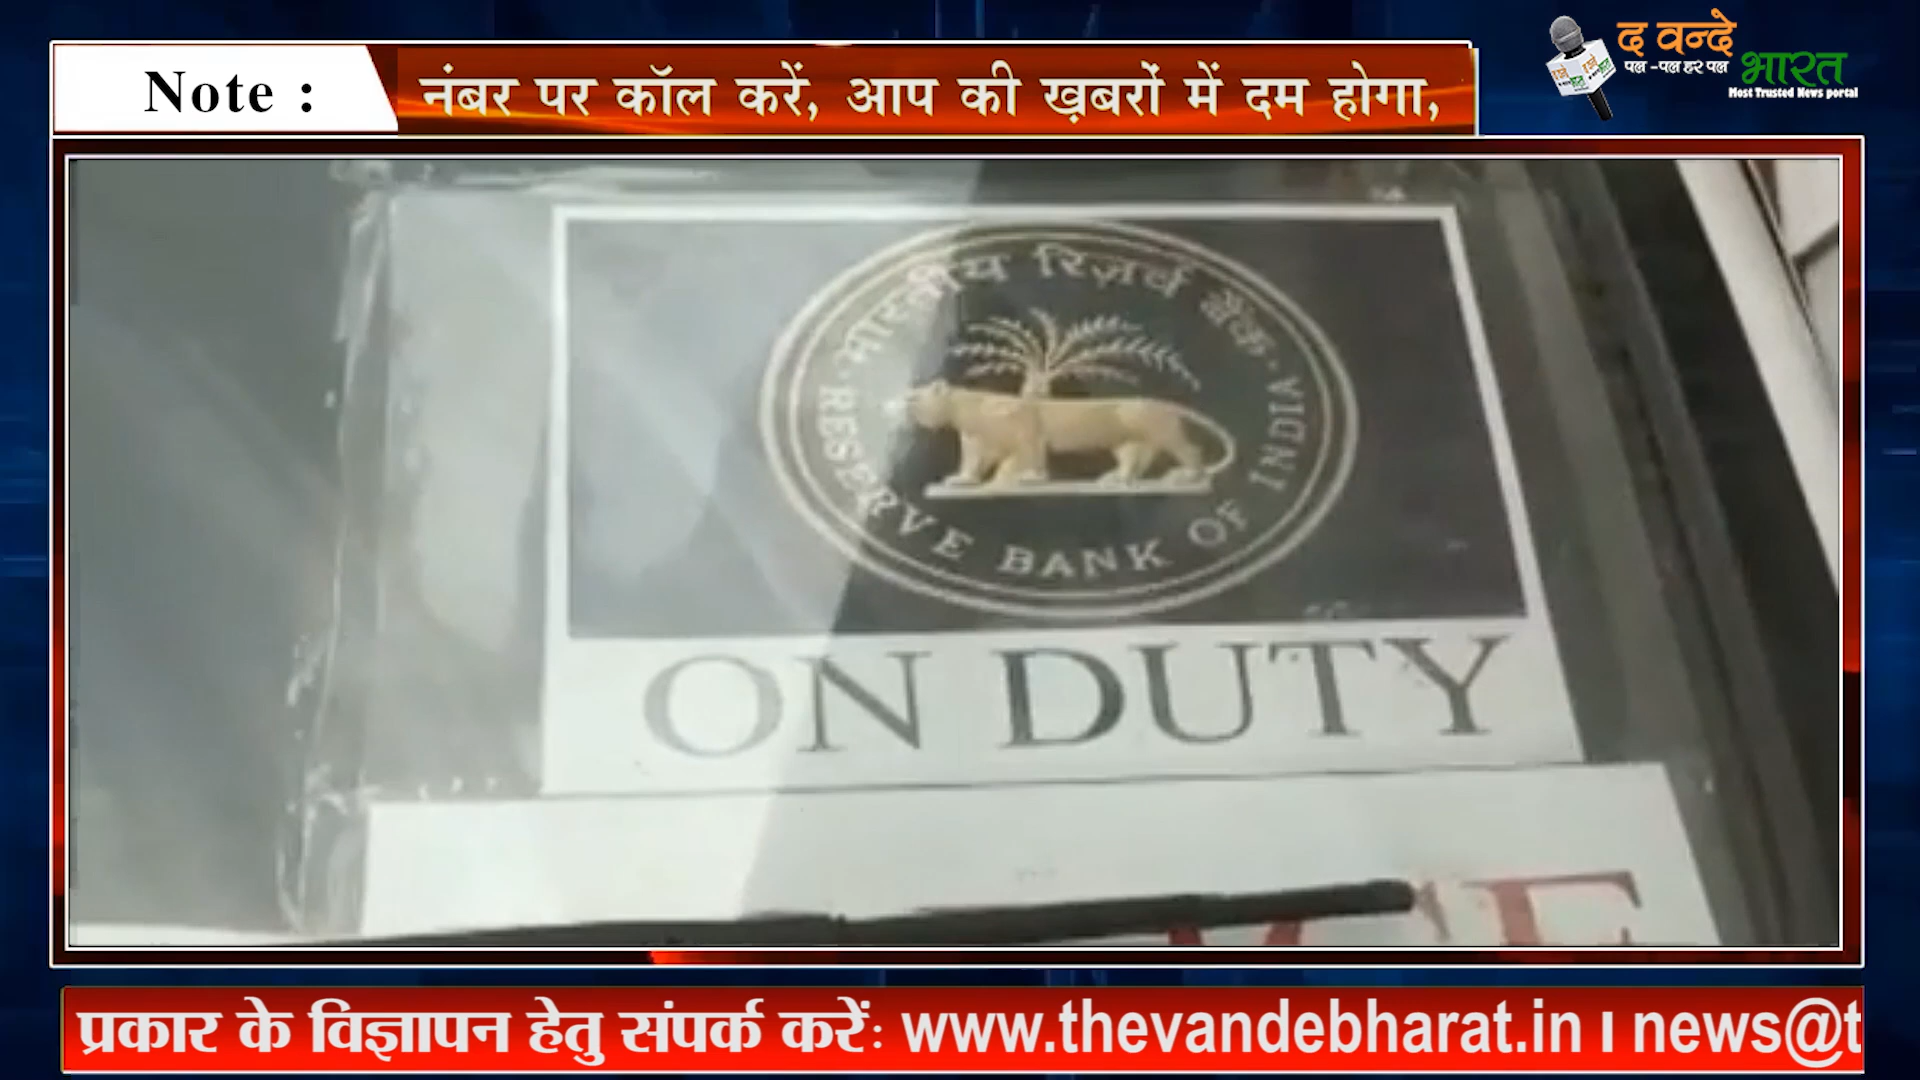 द वन्दे
पल -पल हर पल
भारत
Most Trusted News portal
Note :
नंबर पर कॉल करें, आप की ख़बरों में दम होगा,
भारतीय रिज़र्व बैंक
RESERVE BANK OF INDIA
ON DUTY
प्रकार के विज्ञापन हेतु संपर्क करेंः www.thevandebharat.in । news@t